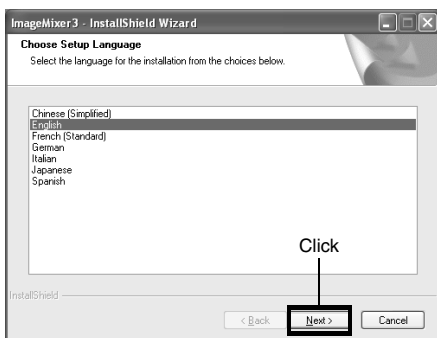 ImageMixer3 - InstallShield Wizard
Choose Setup Language
Select the language for the installation from the choices below.
Chinese (Simplified)
English
French (Standard)
German
Italian
Japanese
Spanish
Click
InstallShield
< Back
Next >
Cancel